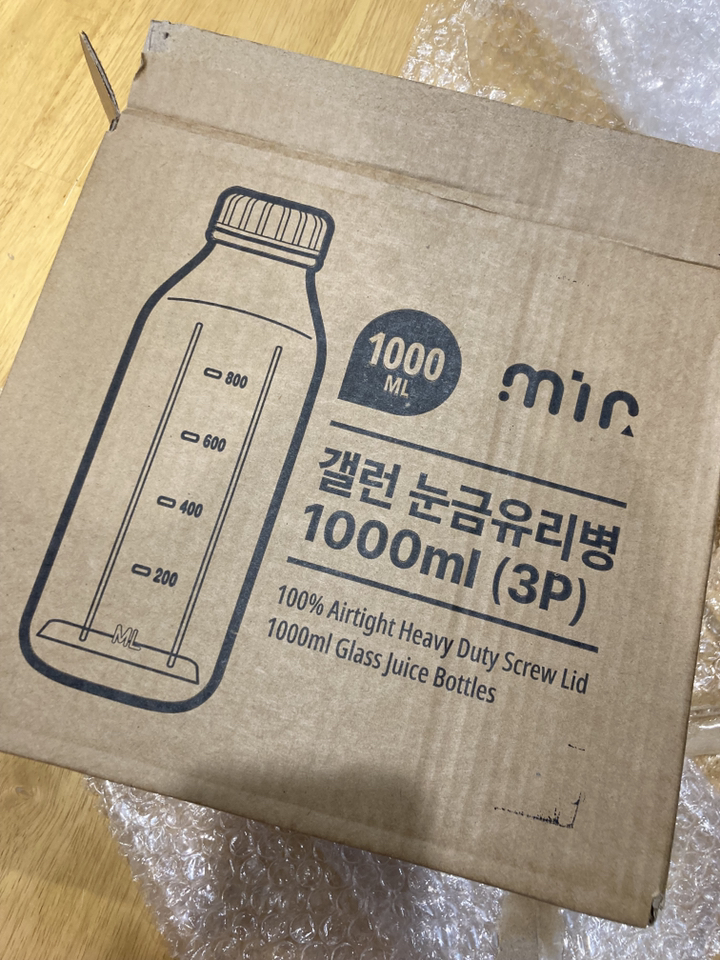 1000
ML
mir
갤런 눈금유리병
1000ml (3P)
100% Airtight Heavy Duty Screw Lid
1000ml Glass Juice Bottles
800
600
400
200
ML